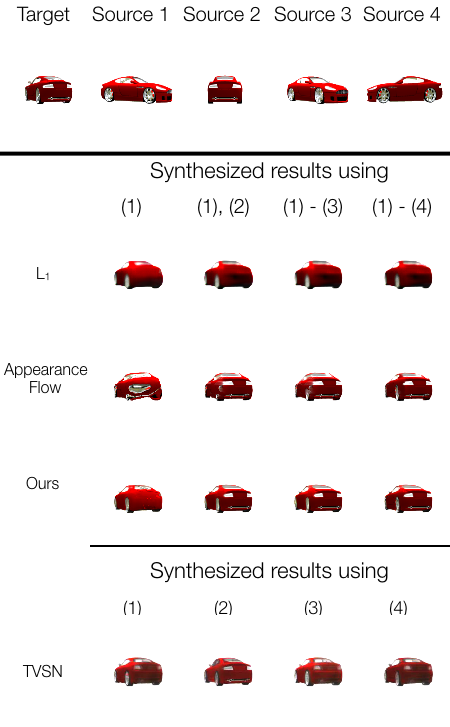 Target Source 1 Source 2 Source 3 Source 4
Synthesized results using
(1) (1), (2) (1) - (3) (1) - (4)
L₁
Appearance
Flow
Ours
Synthesized results using
(1) (2) (3) (4)
TVSN